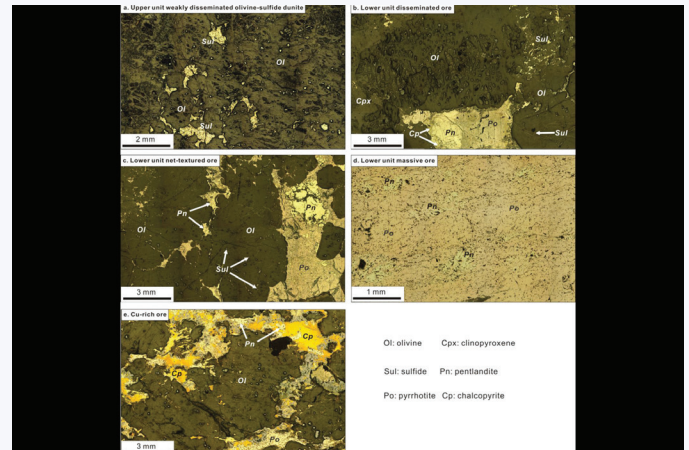 a. Upper unit weakly disseminated olivine-sulfide dunite
Sul
Ol
Ol
Sul
2 mm
b. Lower unit disseminated ore
Sul
Ol
Ol
Cpx
Cp
Pn
Po
Sul
3 mm
c. Lower unit net-textured ore
Pn
Pn
Ol
Ol
Sul
Po
3 mm
d. Lower unit massive ore
Pn
Pn
Po
Po
Pn
1 mm
e. Cu-rich ore
Pn
Cp
Cp
Ol
Po
3 mm
Ol: olivine Cpx: clinopyroxene
Sul: sulfide Pn: pentlandite
Po: pyrrhotite Cp: chalcopyrite